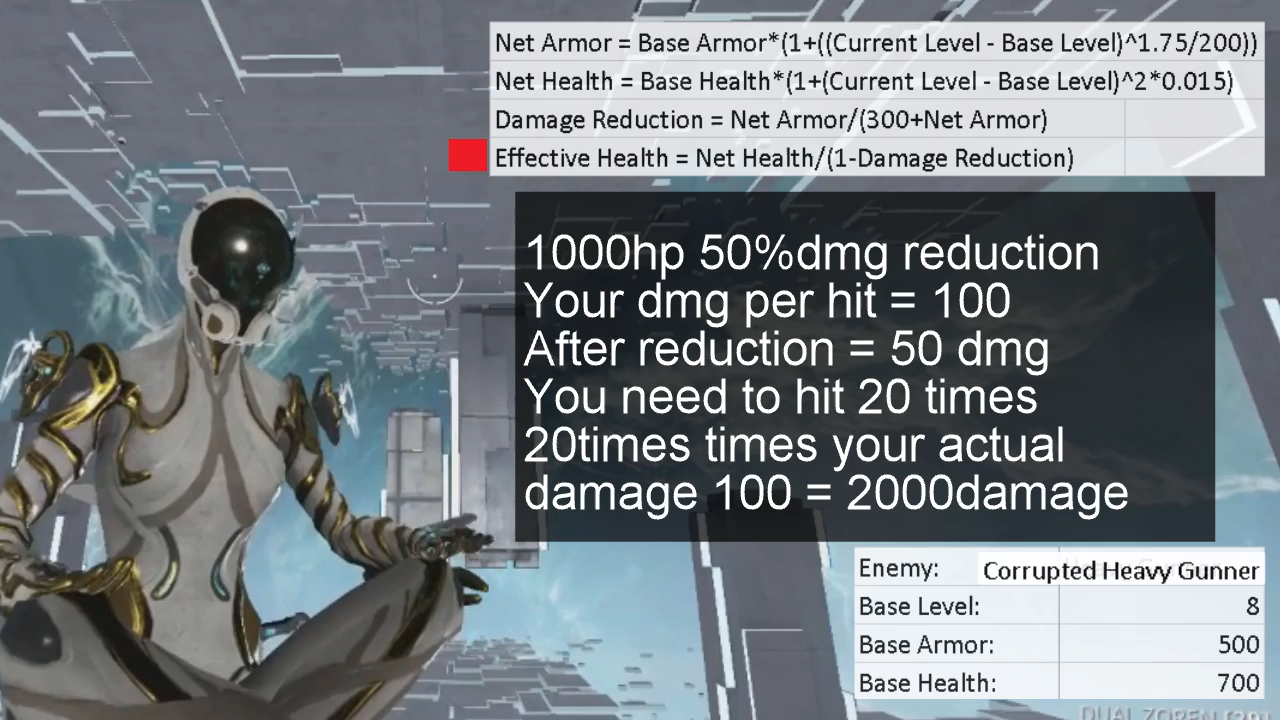 Net Armor = Base Armor*(1+((Current Level - Base Level)^1.75/200))
Net Health = Base Health*(1+(Current Level - Base Level)^2*0.015)
Damage Reduction = Net Armor/(300+Net Armor)
Effective Health = Net Health/(1-Damage Reduction)
1000hp 50%dmg reduction
Your dmg per hit = 100
After reduction = 50 dmg
You need to hit 20 times
20times times your actual
damage 100 = 2000damage
Enemy: Corrupted Heavy Gunner
Base Level: 8
Base Armor: 500
Base Health: 700